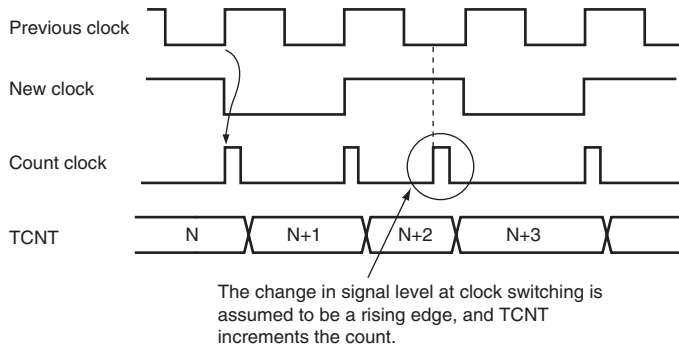 Previous clock
New clock
Count clock
TCNT
N
N+1
N+2
N+3
The change in signal level at clock switching is
assumed to be a rising edge, and TCNT
increments the count.